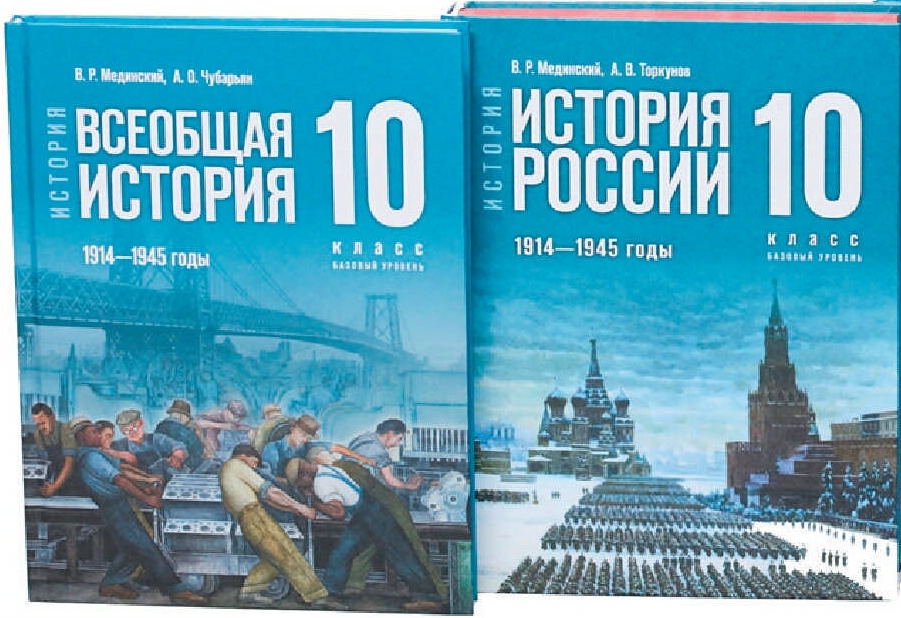 В. Р. Мединский, А. О. Чубарьян
ИСТОРИЯ
ВСЕОБЩАЯ
ИСТОРИЯ
10
класс
БАЗОВЫЙ УРОВЕНЬ
1914—1945 годы
В. Р. Мединский, А. В. Торкунов
ИСТОРИЯ
ИСТОРИЯ
РОССИИ
10
класс
БАЗОВЫЙ УРОВЕНЬ
1914—1945 годы